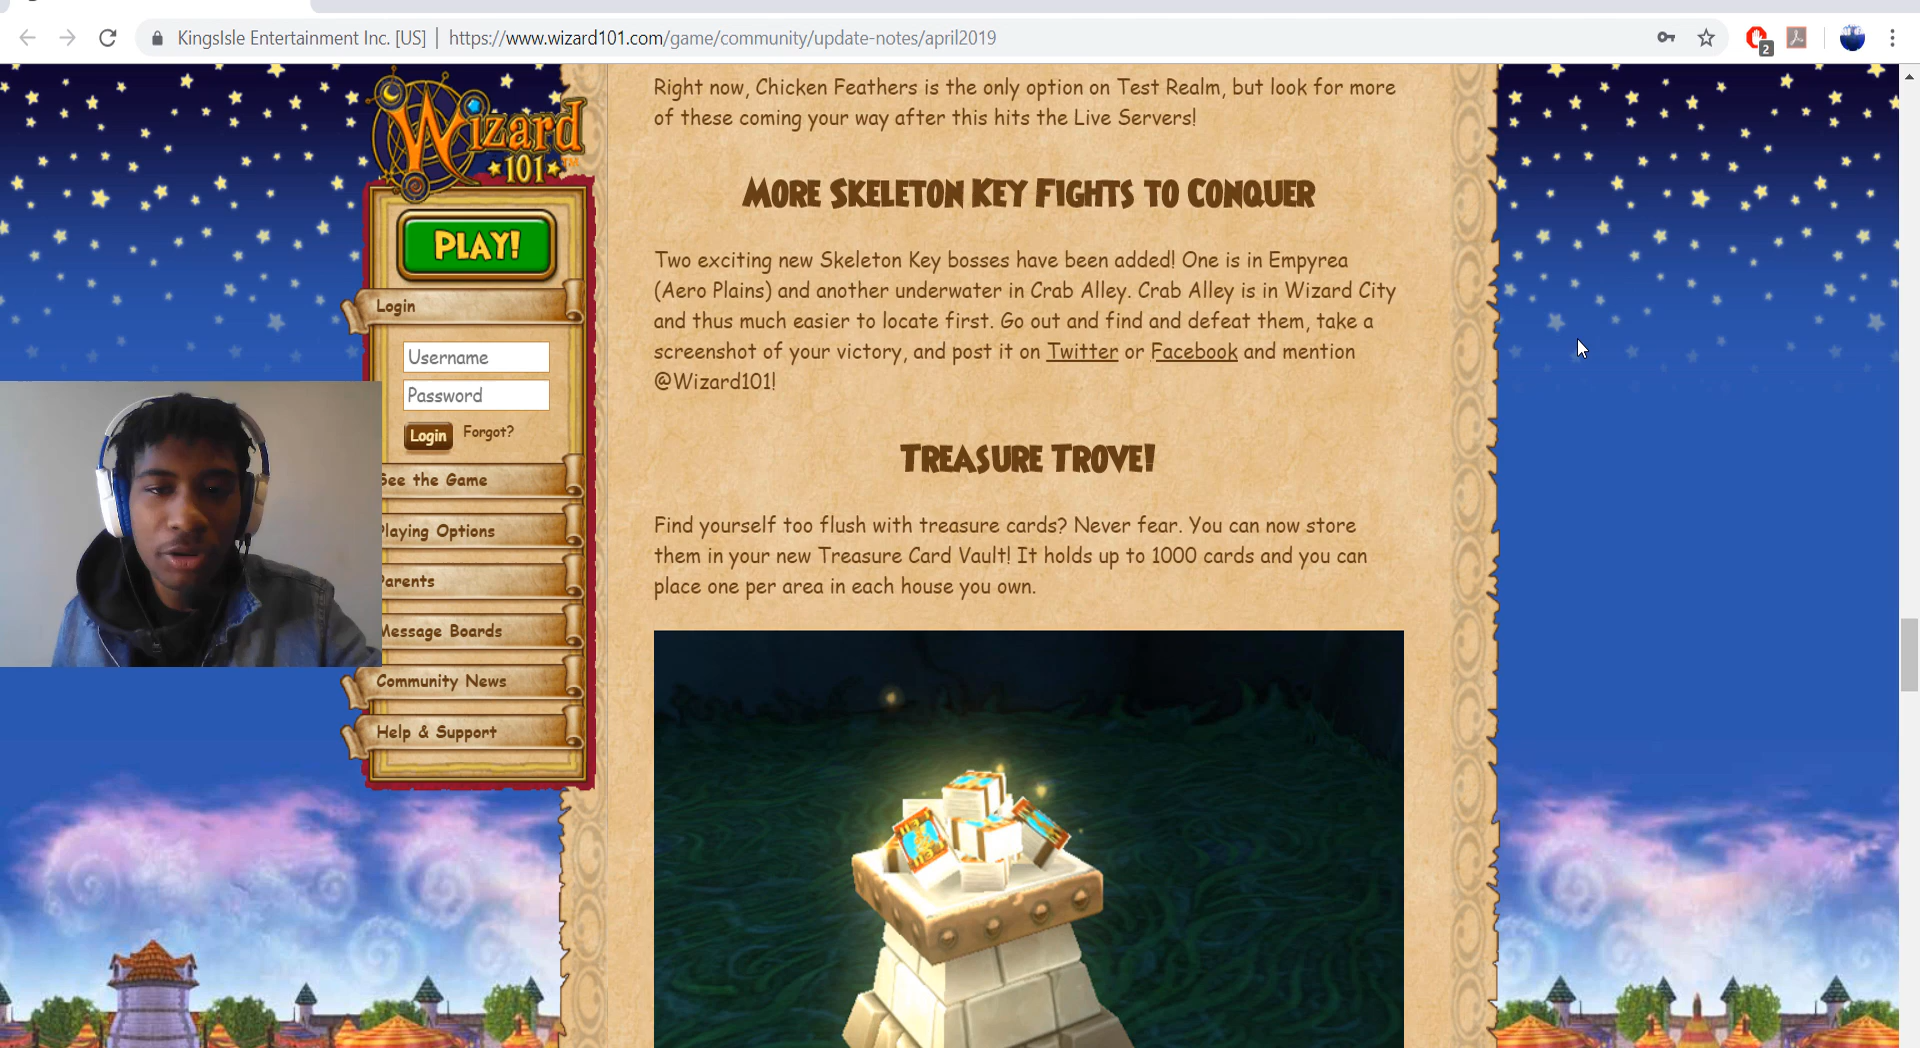 KingsIsle Entertainment Inc. [US] | https://www.wizard101.com/game/community/update-notes/april2019
2
Wizard
101™
PLAY!
Login
Username
Password
Login Forgot?
See the Game
Playing Options
Parents
Message Boards
Community News
Help & Support
Right now, Chicken Feathers is the only option on Test Realm, but look for more
of these coming your way after this hits the Live Servers!
MORE SKELETON KEY FIGHTS TO CONQUER
Two exciting new Skeleton Key bosses have been added! One is in Empyrea
(Aero Plains) and another underwater in Crab Alley. Crab Alley is in Wizard City
and thus much easier to locate first. Go out and find and defeat them, take a
screenshot of your victory, and post it on Twitter or Facebook and mention
@Wizard101!
TREASURE TROVE!
Find yourself too flush with treasure cards? Never fear. You can now store
them in your new Treasure Card Vault! It holds up to 1000 cards and you can
place one per area in each house you own.